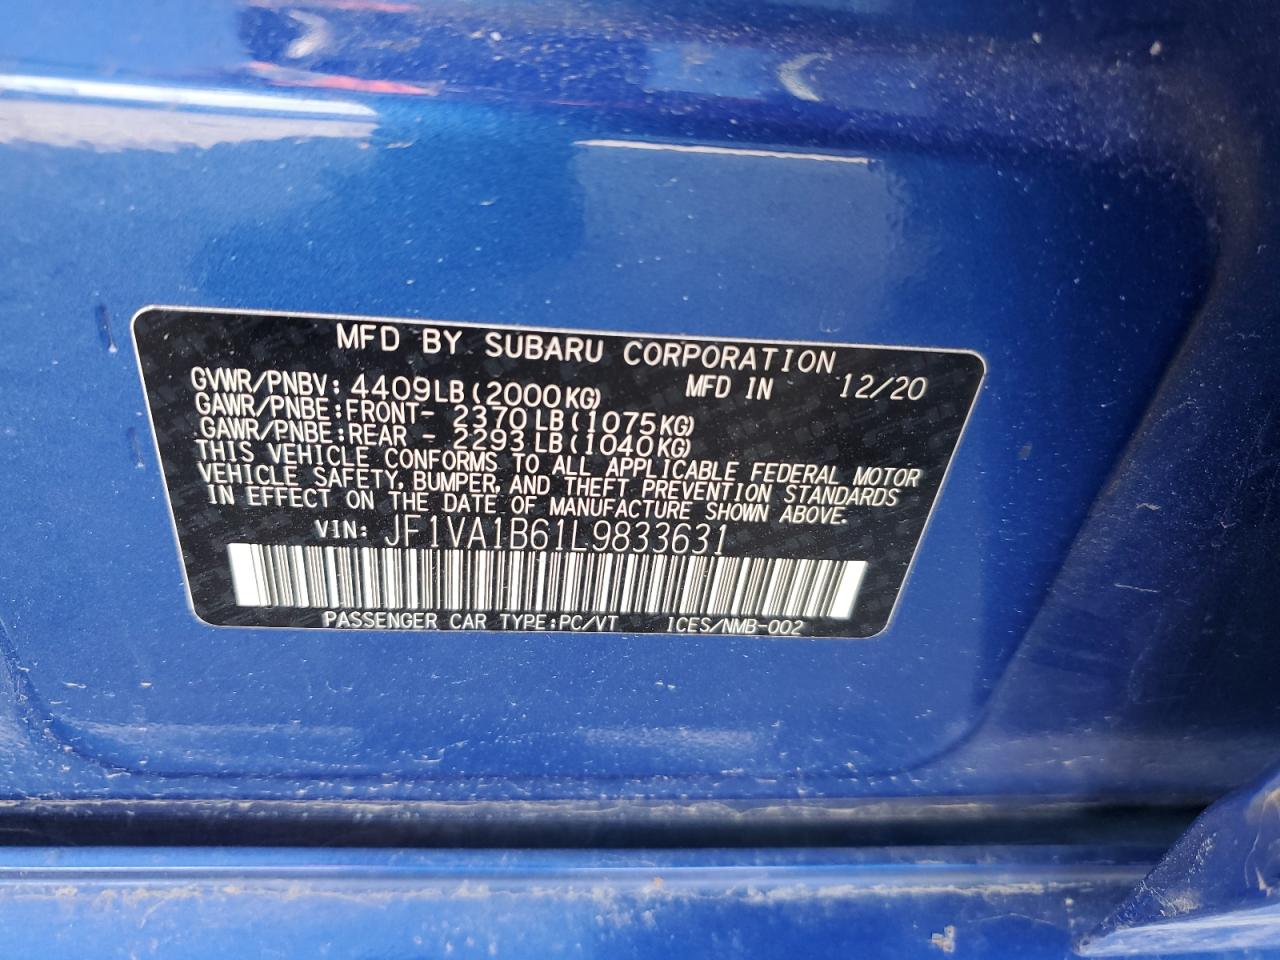 MFD BY SUBARU CORPORATION
GVWR/PNBV: 4409LB(2000KG) MFD IN 12/20
GAWR/PNBE:FRONT- 2370LB(1075KG)
GAWR/PNBE:REAR - 2293LB(1040KG)
THIS VEHICLE CONFORMS TO ALL APPLICABLE FEDERAL MOTOR
VEHICLE SAFETY, BUMPER, AND THEFT PREVENTION STANDARDS
IN EFFECT ON THE DATE OF MANUFACTURE SHOWN ABOVE.
VIN: JF1VA1B61L9833631
PASSENGER CAR TYPE:PC/VT ICES/NMB-002